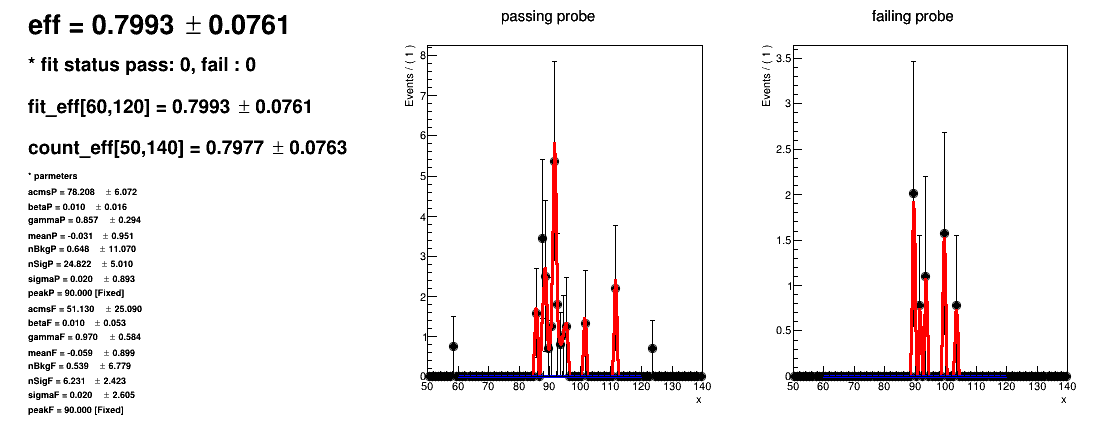 eff = 0.7993 ± 0.0761
* fit status pass: 0, fail : 0
fit_eff[60,120] = 0.7993 ± 0.0761
count_eff[50,140] = 0.7977 ± 0.0763
* parmeters
acmsP = 78.208 ± 6.072
betaP = 0.010 ± 0.016
gammaP = 0.857 ± 0.294
meanP = -0.031 ± 0.951
nBkgP = 0.648 ± 11.070
nSigP = 24.822 ± 5.010
sigmaP = 0.020 ± 0.893
peakP = 90.000 [Fixed]
acmsF = 51.130 ± 25.090
betaF = 0.010 ± 0.053
gammaF = 0.970 ± 0.584
meanF = -0.059 ± 0.899
nBkgF = 0.539 ± 6.779
nSigF = 6.231 ± 2.423
sigmaF = 0.020 ± 2.605
peakF = 90.000 [Fixed]
passing probe
Events / ( 1 )
8
7
6
5
4
3
2
1
0
50 60 70 80 90 100 110 120 130 140
x
failing probe
Events / ( 1 )
3.5
3
2.5
2
1.5
1
0.5
0
50 60 70 80 90 100 110 120 130 140
x